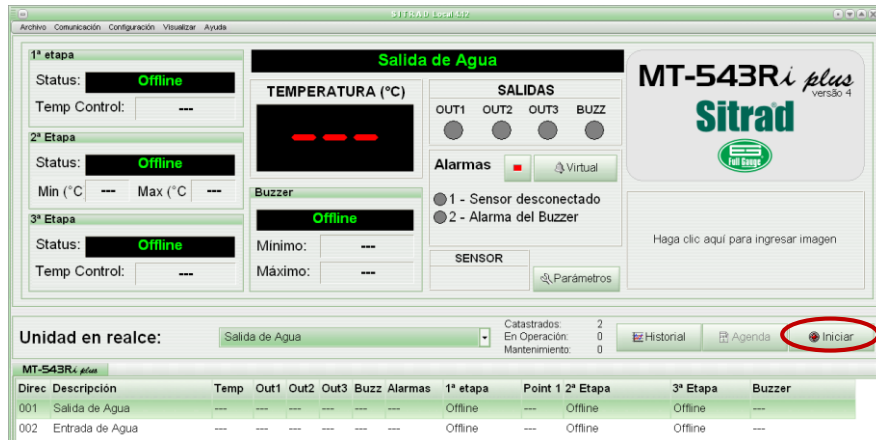 SITRAD Local 4.12
Archivo Comunicación Configuración Visualizar Ayuda
1ª etapa
Status: Offline
Temp Control: ---
2ª Etapa
Status: Offline
Min (°C --- Max (°C ---
3ª Etapa
Status: Offline
Temp Control: ---
Salida de Agua
TEMPERATURA (°C)
---
Buzzer
Offline
Mínimo: ---
Máximo: ---
SALIDAS
OUT1 OUT2 OUT3 BUZZ
Alarmas Virtual
1 - Sensor desconectado
2 - Alarma del Buzzer
SENSOR
Parámetros
MT-543Ri plus
versão 4
Sitrad
Full Gauge
Haga clic aquí para ingresar imagen
Unidad en realce: Salida de Agua
Catastrados: 2
En Operación: 0
Mantenimiento: 0
Historial Agenda Iniciar
MT-543Ri plus
Direc Descripción Temp Out1 Out2 Out3 Buzz Alarmas 1ª etapa Point 1 2ª Etapa 3ª Etapa Buzzer
001 Salida de Agua --- --- --- --- --- --- Offline --- Offline Offline ---
002 Entrada de Agua --- --- --- --- --- --- Offline --- Offline Offline ---